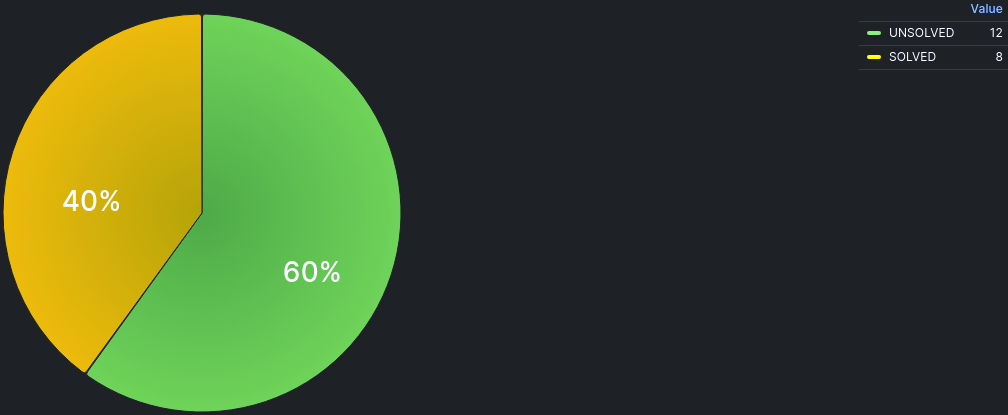 Value
UNSOLVED 12
SOLVED 8
40%
60%